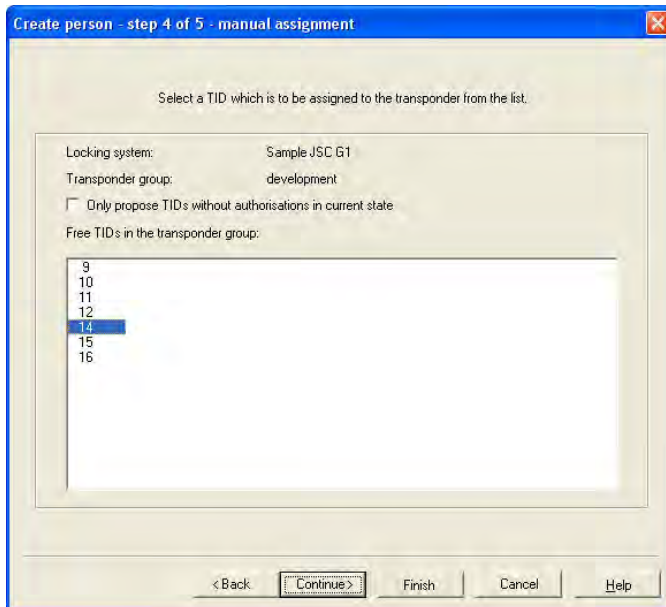 Create person - step 4 of 5 - manual assignment
Select a TID which is to be assigned to the transponder from the list.
Locking system: Sample JSC G1
Transponder group: development
Only propose TIDs without authorisations in current state
Free TIDs in the transponder group:
9
10
11
12
14
15
16
< Back Continue > Finish Cancel Help